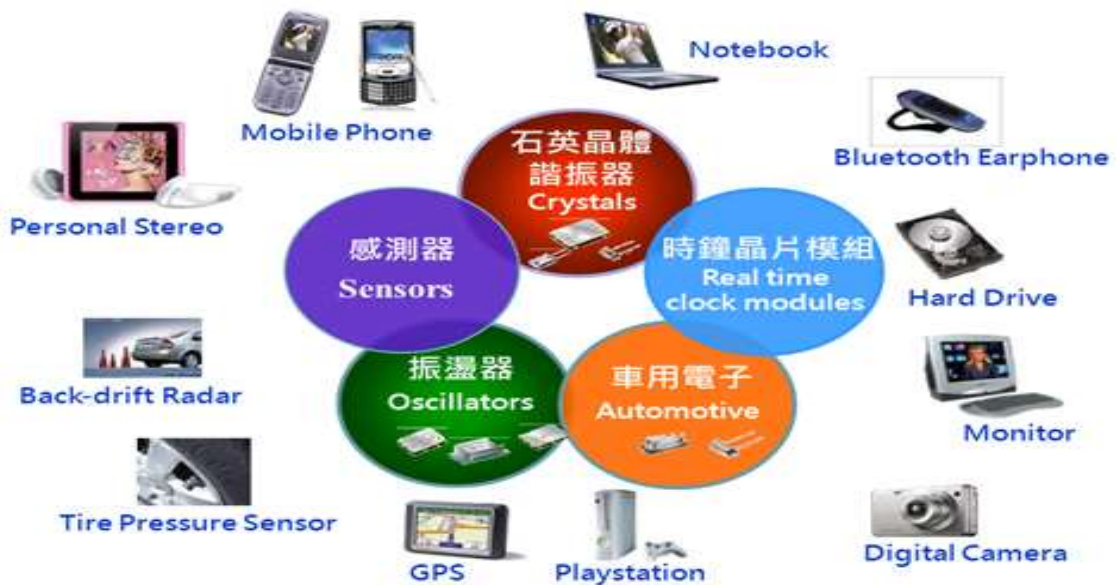 Notebook
Mobile Phone
Bluetooth Earphone
石英晶體
諧振器
Crystals
Personal Stereo
感測器
Sensors
時鐘晶片模組
Real time
clock modules
Hard Drive
振盪器
Oscillators
車用電子
Automotive
Back-drift Radar
Monitor
Tire Pressure Sensor
GPS
Playstation
Digital Camera